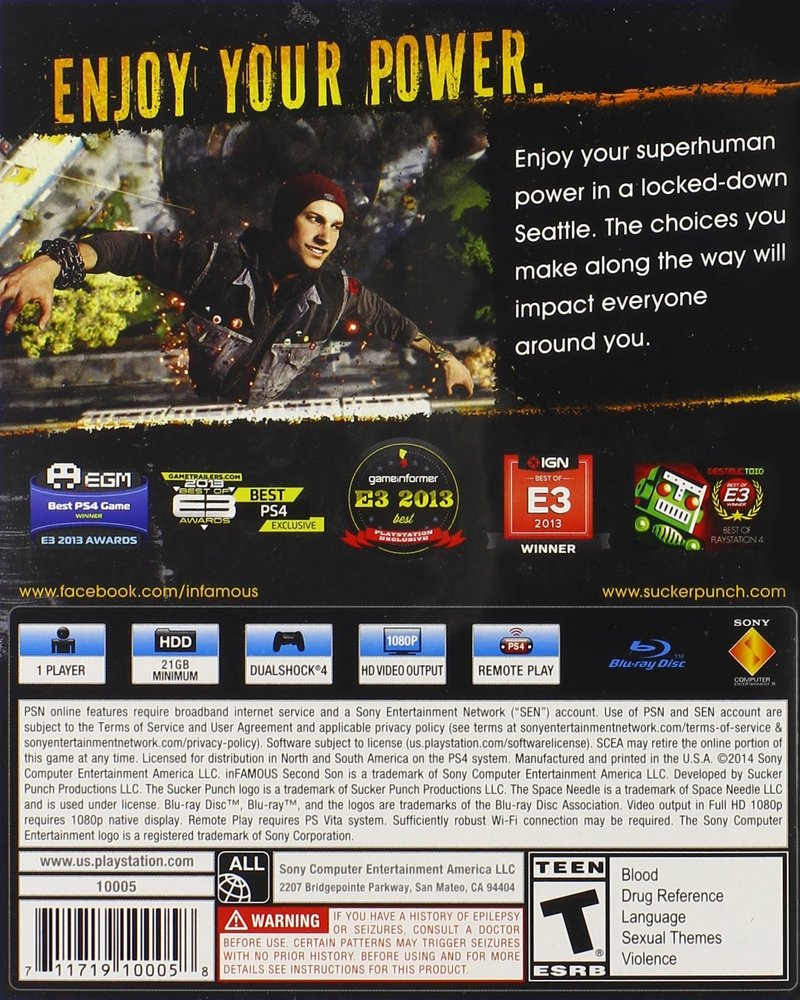 ENJOY YOUR POWER.
Enjoy your superhuman
power in a locked-down
Seattle. The choices you
make along the way will
impact everyone
around you.
EGM
Best PS4 Game
WINNER
E3 2013 AWARDS
GAMETRAILERS.COM
2013
BEST OF
E3
AWARDS
BEST
PS4
EXCLUSIVE
gameinformer
E3 2013
best
PLAYSTATION
EXCLUSIVE
IGN
BEST OF
E3
2013
WINNER
DESTRUCTOID
BEST OF
E3
WINNER
BEST OF
PLAYSTATION 4
www.facebook.com/infamous
www.suckerpunch.com
1 PLAYER
HDD
21GB
MINIMUM
DUALSHOCK®4
1080P
HD VIDEO OUTPUT
PS4
REMOTE PLAY
Blu-ray Disc™
SONY
COMPUTER
ENTERTAINMENT®
PSN online features require broadband internet service and a Sony Entertainment Network (“SEN”) account. Use of PSN and SEN account are
subject to the Terms of Service and User Agreement and applicable privacy policy (see terms at sonyentertainmentnetwork.com/terms-of-service &
sonyentertainmentnetwork.com/privacy-policy). Software subject to license (us.playstation.com/softwarelicense). SCEA may retire the online portion of
this game at any time. Licensed for distribution in North and South America on the PS4 system. Manufactured and printed in the U.S.A. ©2014 Sony
Computer Entertainment America LLC. inFAMOUS Second Son is a trademark of Sony Computer Entertainment America LLC. Developed by Sucker
Punch Productions LLC. The Sucker Punch logo is a trademark of Sucker Punch Productions LLC. The Space Needle is a trademark of Space Needle LLC
and is used under license. Blu-ray Disc™, Blu-ray™, and the logos are trademarks of the Blu-ray Disc Association. Video output in Full HD 1080p
requires 1080p native display. Remote Play requires PS Vita system. Sufficiently robust Wi-Fi connection may be required. The Sony Computer
Entertainment logo is a registered trademark of Sony Corporation.
www.us.playstation.com
10005
7 11719 10005 8
ALL
Sony Computer Entertainment America LLC
2207 Bridgepointe Parkway, San Mateo, CA 94404
WARNING IF YOU HAVE A HISTORY OF EPILEPSY
OR SEIZURES, CONSULT A DOCTOR
BEFORE USE. CERTAIN PATTERNS MAY TRIGGER SEIZURES
WITH NO PRIOR HISTORY. BEFORE USING AND FOR MORE
DETAILS SEE INSTRUCTIONS FOR THIS PRODUCT.
TEEN
T
®
ESRB
Blood
Drug Reference
Language
Sexual Themes
Violence